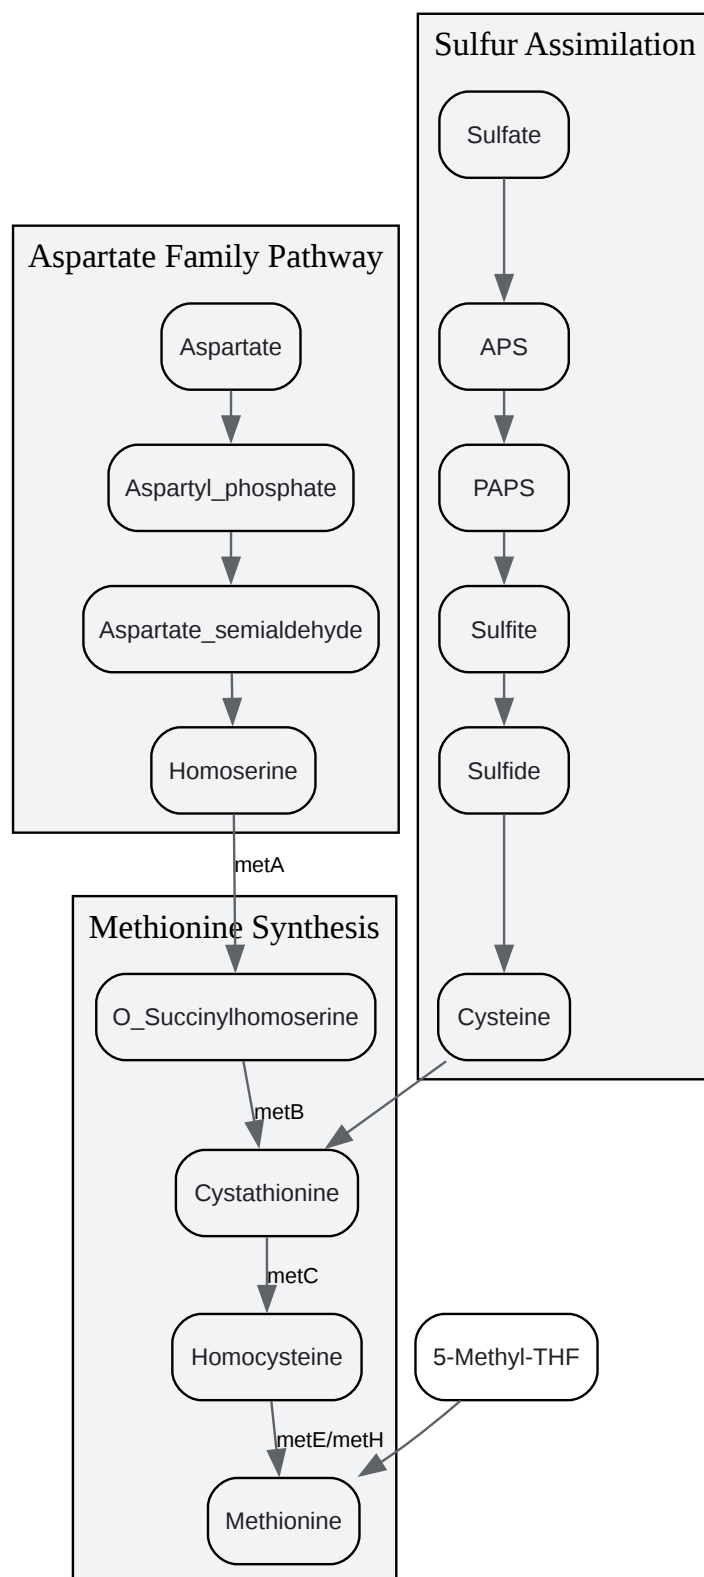 Sulfur Assimilation
Sulfate
Aspartate Family Pathway
Aspartate
APS
Aspartyl_phosphate
PAPS
Aspartate_semialdehyde
Sulfite
Homoserine
Sulfide
metA
Methionine Synthesis
O_Succinylhomoserine
Cysteine
metB
Cystathionine
metC
Homocysteine
5-Methyl-THF
metE/metH
Methionine